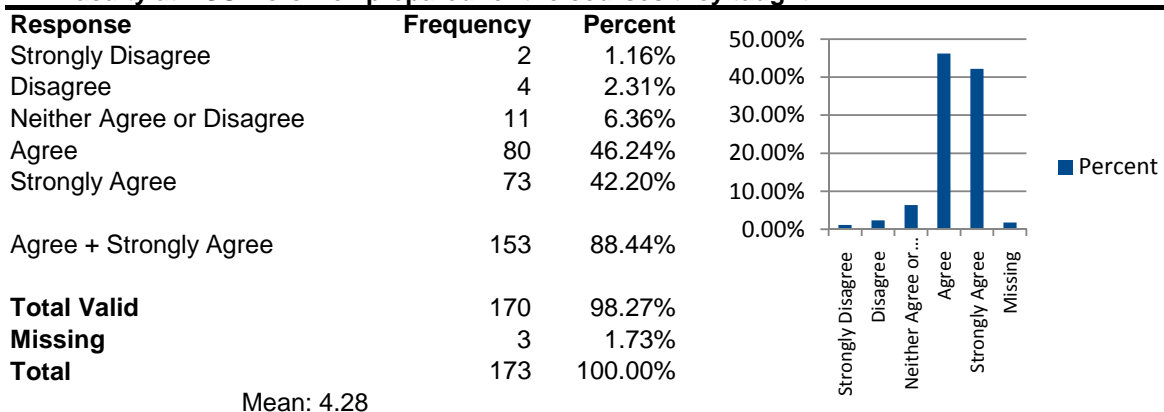 Response Frequency Percent
Strongly Disagree 2 1.16%
Disagree 4 2.31%
Neither Agree or Disagree 11 6.36%
Agree 80 46.24%
Strongly Agree 73 42.20%
Agree + Strongly Agree 153 88.44%
Total Valid 170 98.27%
Missing 3 1.73%
Total 173 100.00%
Mean: 4.28
50.00%
40.00%
30.00%
20.00%
10.00%
0.00%
Strongly Disagree
Disagree
Neither Agree or...
Agree
Strongly Agree
Missing
Percent